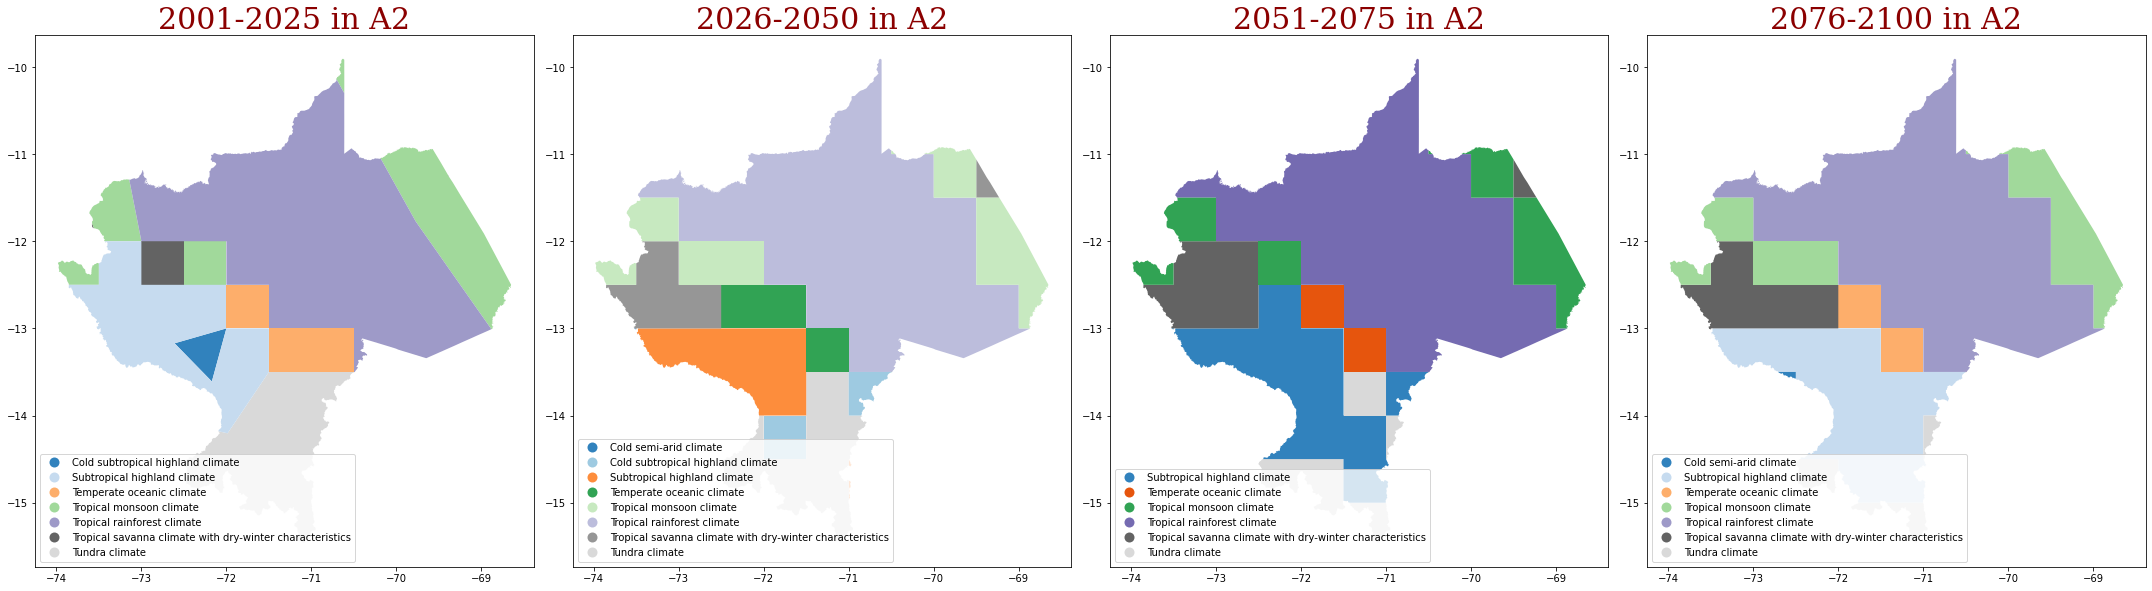 2001-2025 in A2
−10
−11
−12
−13
−14
−15
Cold subtropical highland climate
Subtropical highland climate
Temperate oceanic climate
Tropical monsoon climate
Tropical rainforest climate
Tropical savanna climate with dry-winter characteristics
Tundra climate
−74 −73 −72 −71 −70 −69
2026-2050 in A2
−10
−11
−12
−13
−14
−15
Cold semi-arid climate
Cold subtropical highland climate
Subtropical highland climate
Temperate oceanic climate
Tropical monsoon climate
Tropical rainforest climate
Tropical savanna climate with dry-winter characteristics
Tundra climate
−74 −73 −72 −71 −70 −69
2051-2075 in A2
−10
−11
−12
−13
−14
−15
Subtropical highland climate
Temperate oceanic climate
Tropical monsoon climate
Tropical rainforest climate
Tropical savanna climate with dry-winter characteristics
Tundra climate
−74 −73 −72 −71 −70 −69
2076-2100 in A2
−10
−11
−12
−13
−14
−15
Cold semi-arid climate
Subtropical highland climate
Temperate oceanic climate
Tropical monsoon climate
Tropical rainforest climate
Tropical savanna climate with dry-winter characteristics
Tundra climate
−74 −73 −72 −71 −70 −69